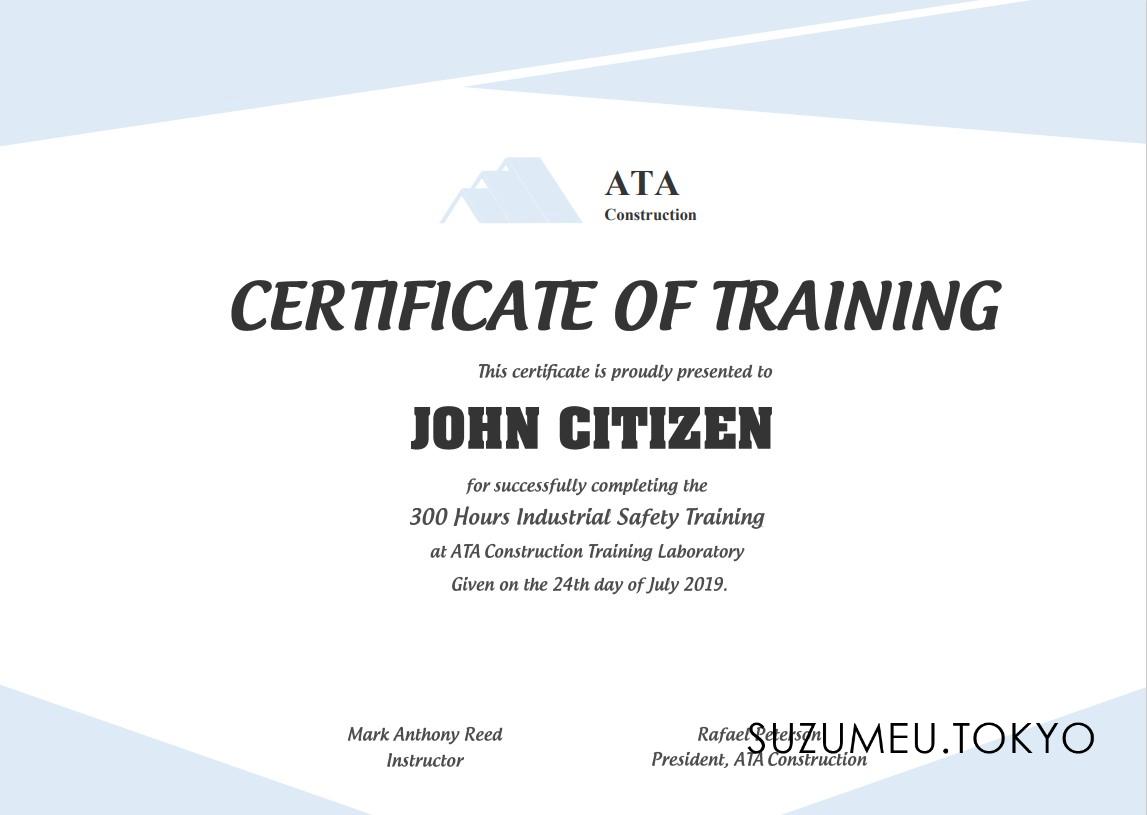 ATA
Construction
CERTIFICATE OF TRAINING
This certificate is proudly presented to
JOHN CITIZEN
for successfully completing the
300 Hours Industrial Safety Training
at ATA Construction Training Laboratory
Given on the 24th day of July 2019.
Mark Anthony Reed
Instructor
Rafael Peterson
President, ATA Construction
SUZUMEU.TOKYO